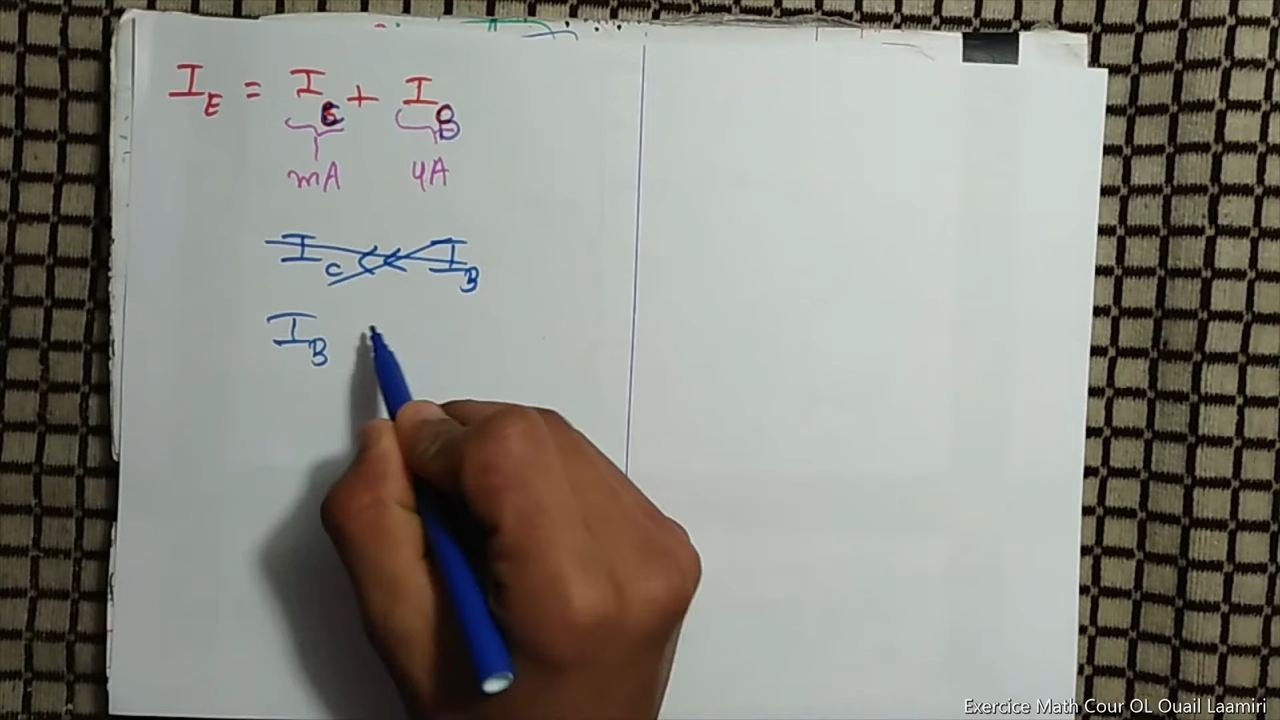 I_E = I_C + I_B
mA μA
I_C << I_B
I_B
Exercice Math Cour OL Ouail Laamiri